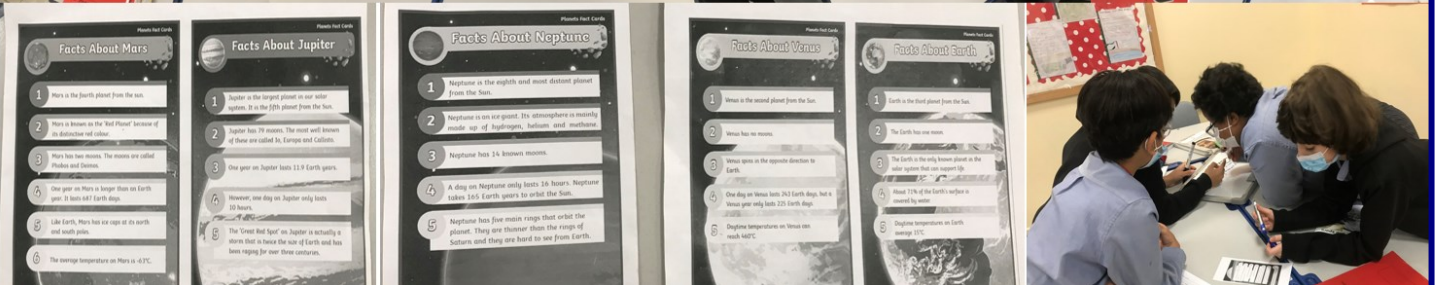 Planets Fact Cards
Facts About Mars
1 Mars is the fourth planet from the sun.
2 Mars is known as the 'Red Planet' because of
its distinctive red colour.
3 Mars has two moons. The moons are called
Phobos and Deimos.
4 One year on Mars is longer than an Earth
year. It lasts 687 Earth days.
5 Like Earth, Mars has ice caps at its north
and south poles.
6 The average temperature on Mars is -63°C.
Planets Fact Cards
Facts About Jupiter
1 Jupiter is the largest planet in our solar
system. It is the fifth planet from the Sun.
2 Jupiter has 79 moons. The most well known
of these are called Io, Europa and Callisto.
3 One year on Jupiter lasts 11.9 Earth years.
4 However, one day on Jupiter only lasts
10 hours.
5 The 'Great Red Spot' on Jupiter is actually a
storm that is twice the size of Earth and has
been raging for over three centuries.
Planets Fact Cards
Facts About Neptune
1 Neptune is the eighth and most distant planet
from the Sun.
2 Neptune is an ice giant. Its atmosphere is mainly
made up of hydrogen, helium and methane.
3 Neptune has 14 known moons.
4 A day on Neptune only lasts 16 hours. Neptune
takes 165 Earth years to orbit the Sun.
5 Neptune has five main rings that orbit the
planet. They are thinner than the rings of
Saturn and they are hard to see from Earth.
Planets Fact Cards
Facts About Venus
1 Venus is the second planet from the Sun.
2 Venus has no moons.
3 Venus spins in the opposite direction to
Earth.
4 One day on Venus lasts 243 Earth days, but a
Venus year only lasts 225 Earth days.
5 Daytime temperatures on Venus can
reach 460°C.
Planets Fact Cards
Facts About Earth
1 Earth is the third planet from the Sun.
2 The Earth has one moon.
3 The Earth is the only known planet in the
solar system that can support life.
4 About 71% of the Earth's surface is
covered by water.
5 Daytime temperatures on Earth
average 15°C.